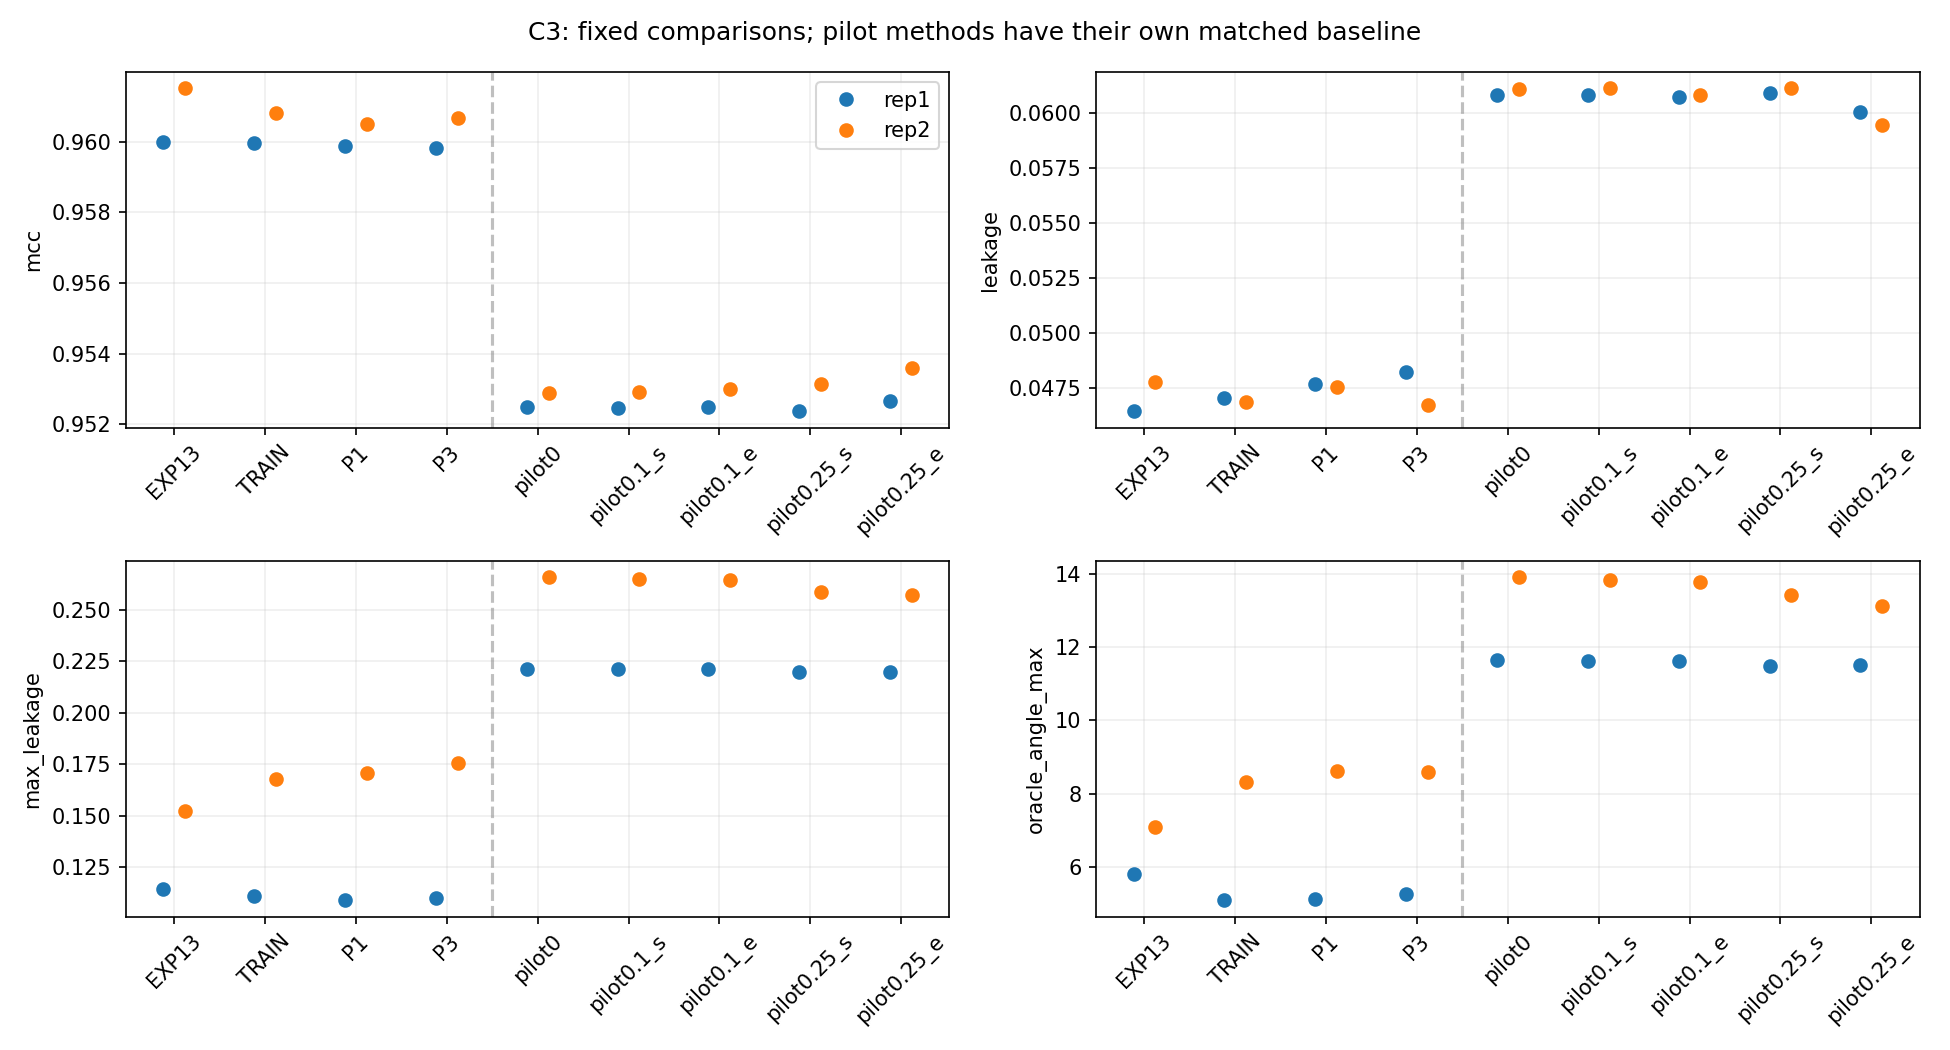 C3: fixed comparisons; pilot methods have their own matched baseline
mcc
0.960
0.958
0.956
0.954
0.952
rep1
rep2
EXP13
TRAIN
P1
P3
pilot0
pilot0.1_s
pilot0.1_e
pilot0.25_s
pilot0.25_e
leakage
0.0600
0.0575
0.0550
0.0525
0.0500
0.0475
EXP13
TRAIN
P1
P3
pilot0
pilot0.1_s
pilot0.1_e
pilot0.25_s
pilot0.25_e
max_leakage
0.250
0.225
0.200
0.175
0.150
0.125
EXP13
TRAIN
P1
P3
pilot0
pilot0.1_s
pilot0.1_e
pilot0.25_s
pilot0.25_e
oracle_angle_max
14
12
10
8
6
EXP13
TRAIN
P1
P3
pilot0
pilot0.1_s
pilot0.1_e
pilot0.25_s
pilot0.25_e